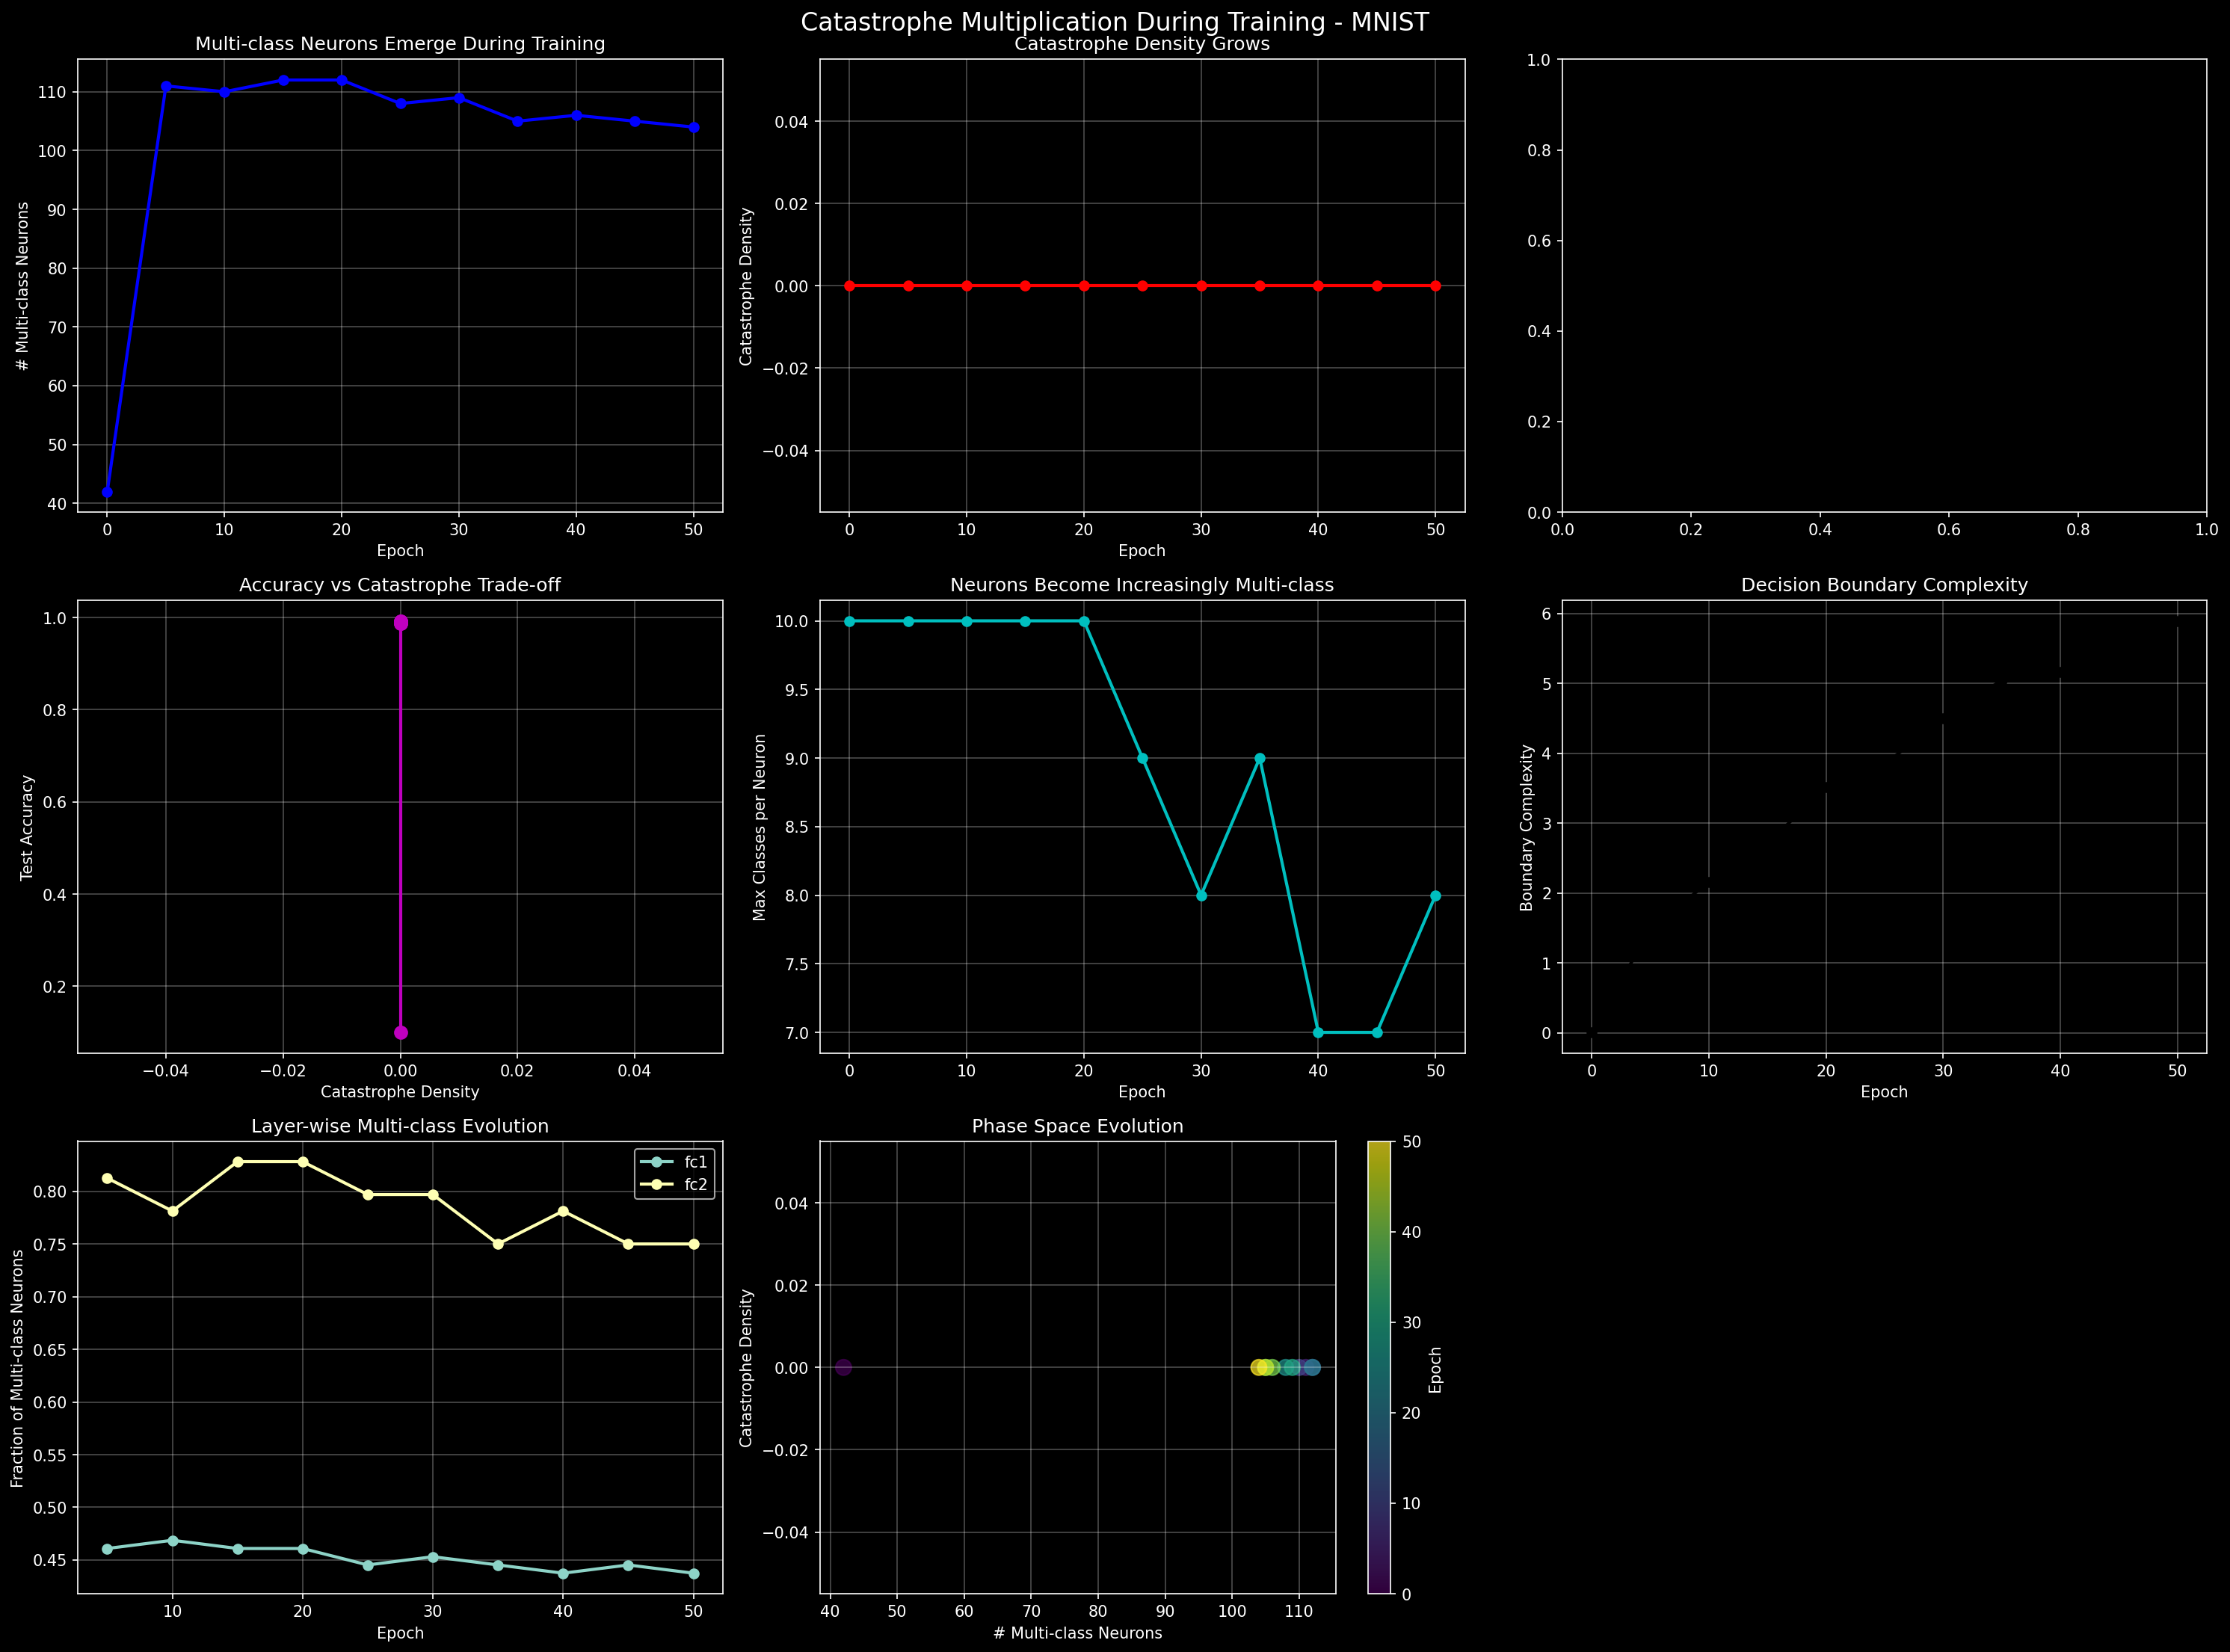 Catastrophe Multiplication During Training - MNIST
Multi-class Neurons Emerge During Training
# Multi-class Neurons
110
100
90
80
70
60
50
40
0 10 20 30 40 50
Epoch
Catastrophe Density Grows
Catastrophe Density
0.04
0.02
0.00
−0.02
−0.04
0 10 20 30 40 50
Epoch
1.0
0.8
0.6
0.4
0.2
0.0
0.0 0.2 0.4 0.6 0.8 1.0
Accuracy vs Catastrophe Trade-off
Test Accuracy
1.0
0.8
0.6
0.4
0.2
−0.04 −0.02 0.00 0.02 0.04
Catastrophe Density
Neurons Become Increasingly Multi-class
Max Classes per Neuron
10.0
9.5
9.0
8.5
8.0
7.5
7.0
0 10 20 30 40 50
Epoch
Decision Boundary Complexity
Boundary Complexity
6
5
4
3
2
1
0
0 10 20 30 40 50
Epoch
Layer-wise Multi-class Evolution
Fraction of Multi-class Neurons
0.80
0.75
0.70
0.65
0.60
0.55
0.50
0.45
fc1
fc2
10 20 30 40 50
Epoch
Phase Space Evolution
Catastrophe Density
0.04
0.02
0.00
−0.02
−0.04
40 50 60 70 80 90 100 110
# Multi-class Neurons
50
40
30
20
10
0
Epoch